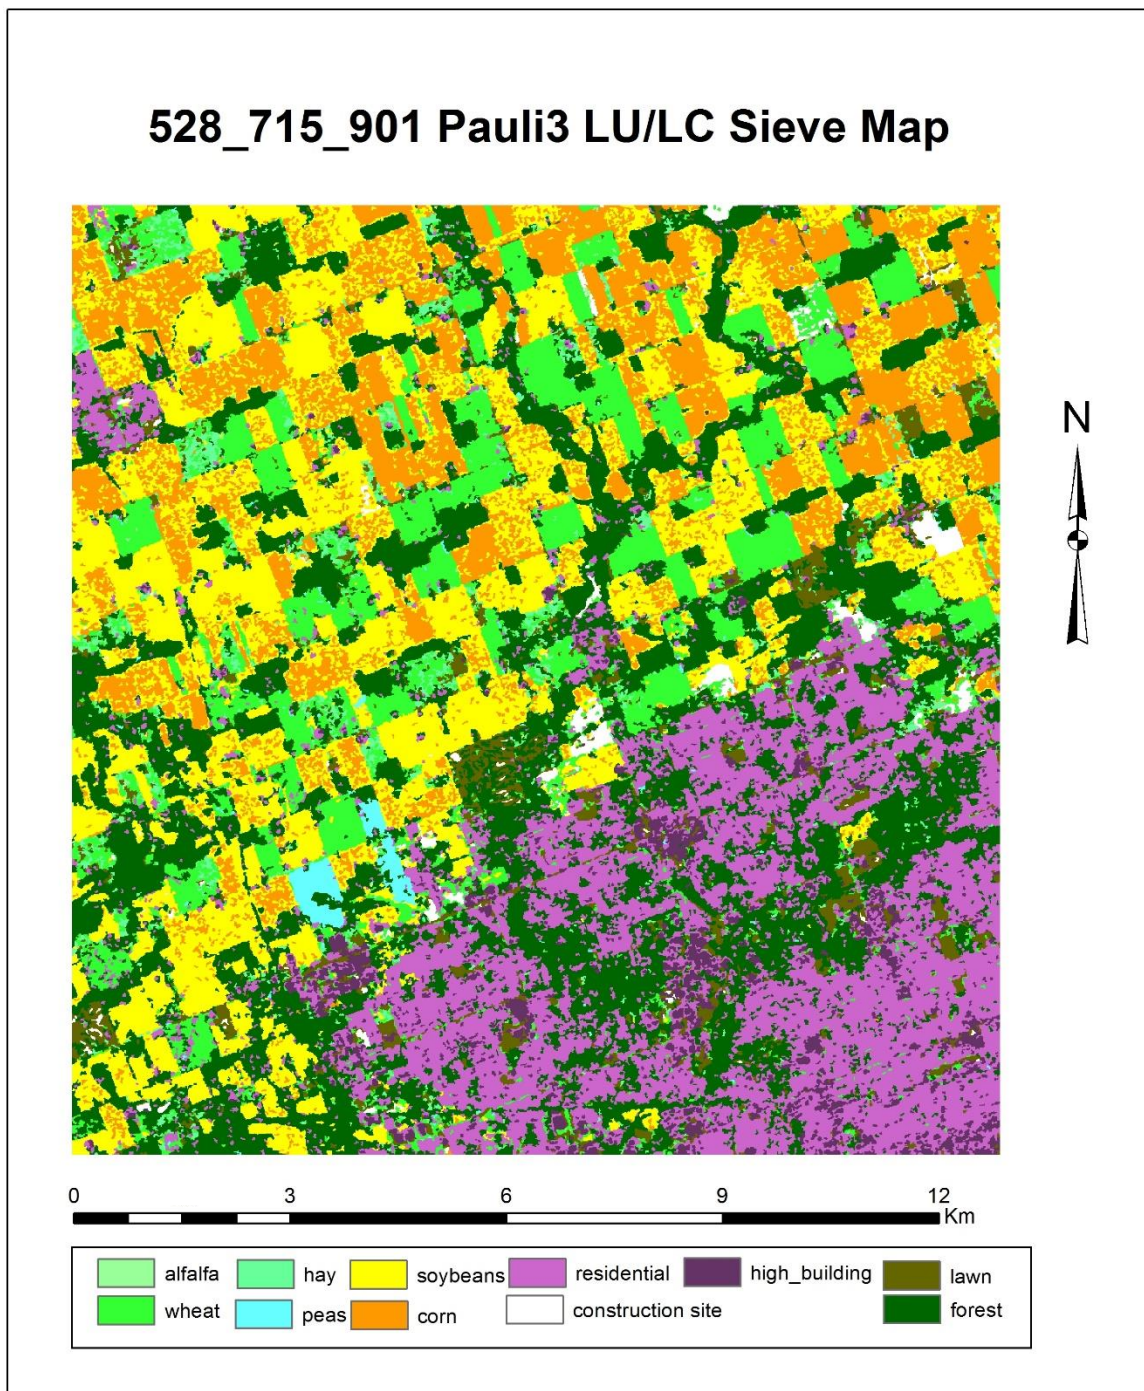 528_715_901 Pauli3 LU/LC Sieve Map
N
0 3 6 9 12
Km
alfalfa hay soybeans residential high_building lawn
wheat peas corn construction site forest